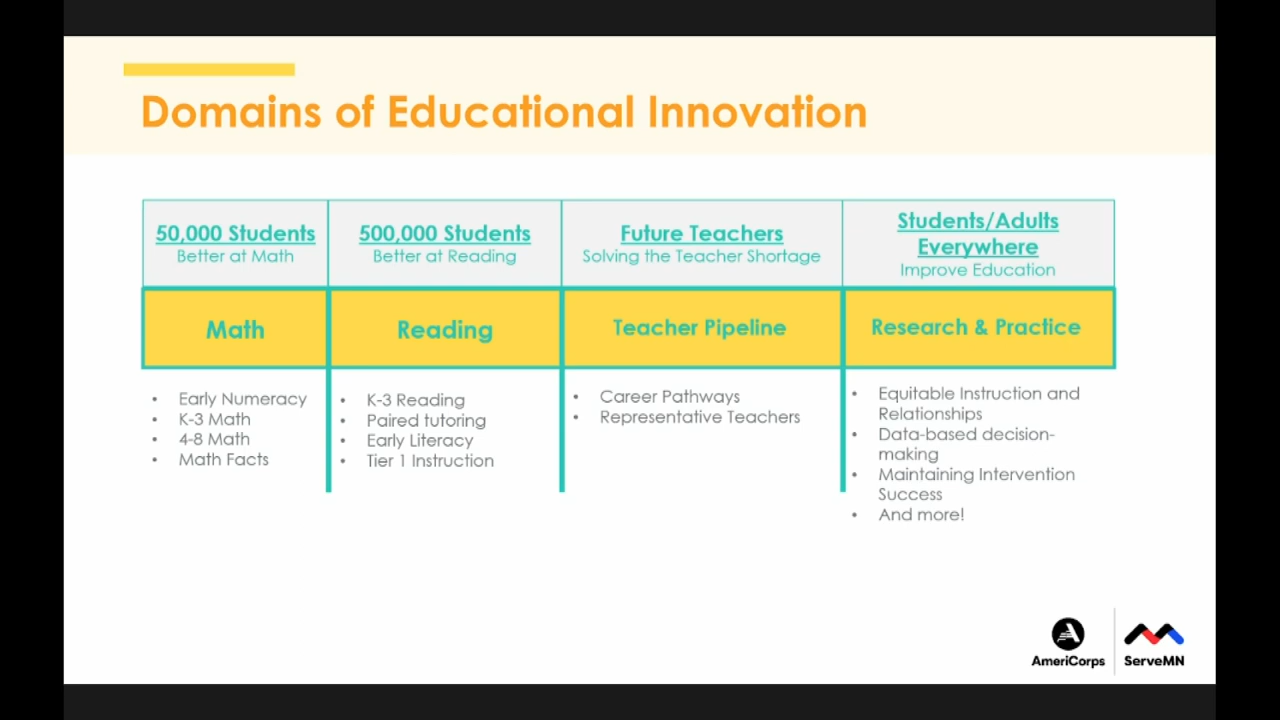 Domains of Educational Innovation
50,000 Students
Better at Math
500,000 Students
Better at Reading
Future Teachers
Solving the Teacher Shortage
Students/Adults
Everywhere
Improve Education
Math
Reading
Teacher Pipeline
Research & Practice
• Early Numeracy
• K-3 Math
• 4-8 Math
• Math Facts
• K-3 Reading
• Paired tutoring
• Early Literacy
• Tier 1 Instruction
• Career Pathways
• Representative Teachers
• Equitable Instruction and
Relationships
• Data-based decision-
making
• Maintaining Intervention
Success
• And more!
AmeriCorps
ServeMN